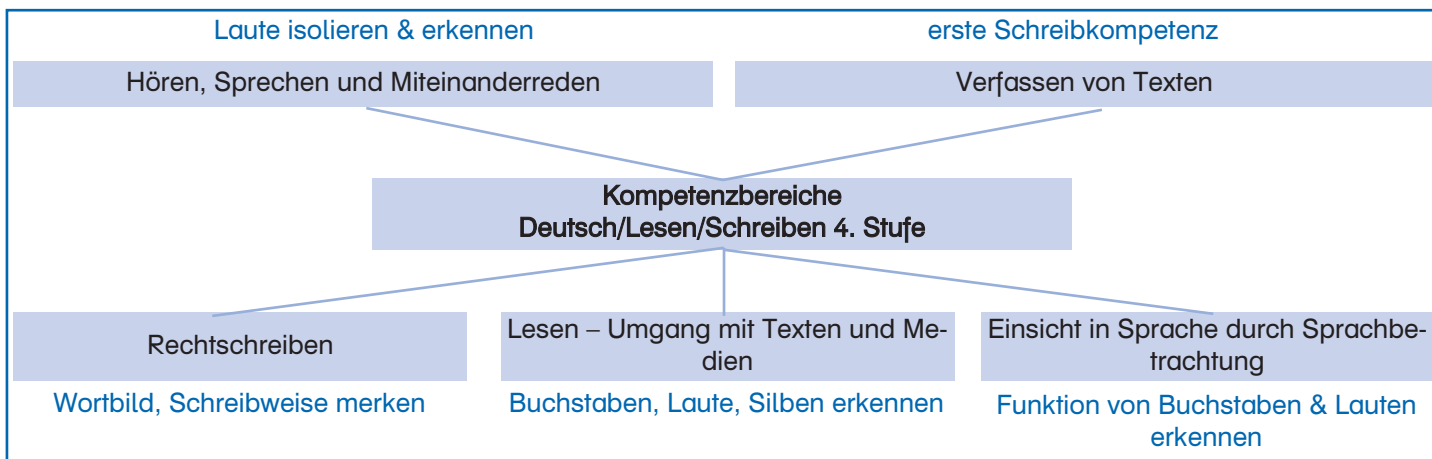 Laute isolieren & erkennen
erste Schreibkompetenz
Hören, Sprechen und Miteinanderreden
Verfassen von Texten
Kompetenzbereiche
Deutsch/Lesen/Schreiben 4. Stufe
Rechtschreiben
Lesen – Umgang mit Texten und Me-
dien
Einsicht in Sprache durch Sprachbe-
trachtung
Wortbild, Schreibweise merken
Buchstaben, Laute, Silben erkennen
Funktion von Buchstaben & Lauten
erkennen